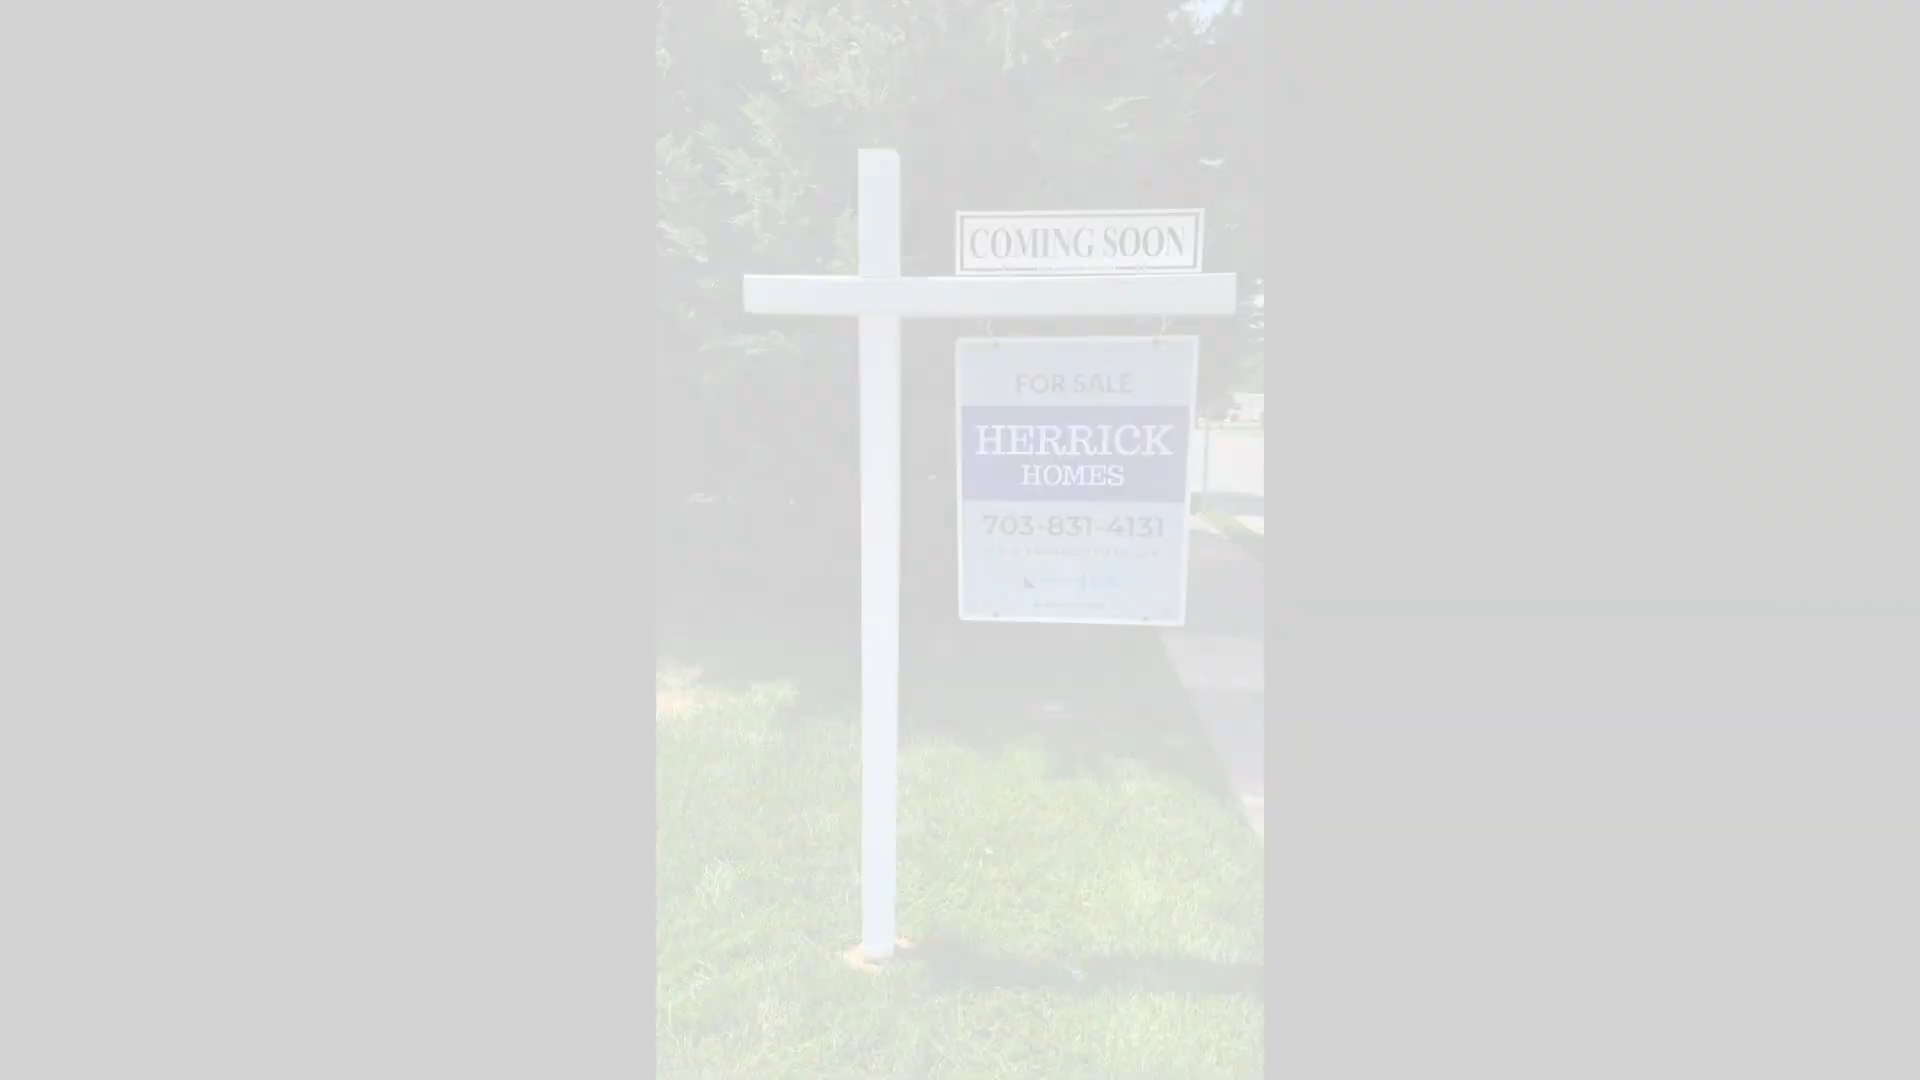 COMING SOON
FOR SALE
HERRICK
HOMES
703-831-4131